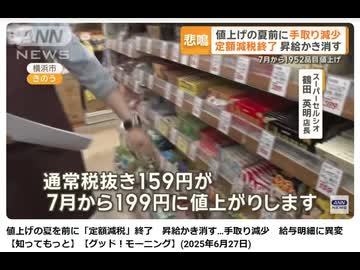 ANN
NEWS
横浜市
きのう
悲鳴
値上げの夏前に手取り減少
定額減税終了 昇給かき消す
7月から1952品目値上げ
スーパーセルシオ
鶴田 英明店長
通常税抜き159円が
7月から199円に値上がりします
ANN
NEWS
値上げの夏を前に「定額減税」終了 昇給かき消す…手取り減少 給与明細に異変
【知ってもっと】【グッド！モーニング】(2025年6月27日)